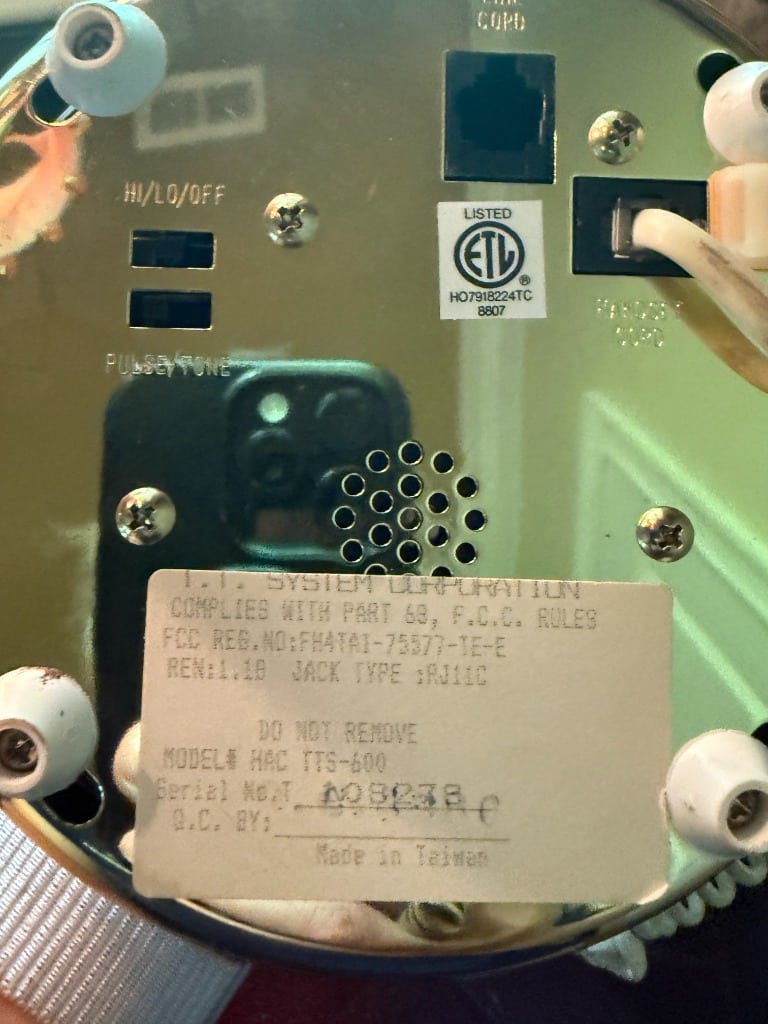 CORD
HI/LO/OFF
LISTED
ETL
®
HO7918224TC
8807
HANDSET
CORD
PULSE/TONE
T.T. SYSTEM CORPORATION
COMPLIES WITH PART 68, F.C.C. RULES
FCC REG.NO:FH4TAI-75577-TE-E
REN:1.1B JACK TYPE :RJ11C
DO NOT REMOVE
MODEL# HAC TTS-600
Serial No.T
Q.C. BY:
Made in Taiwan